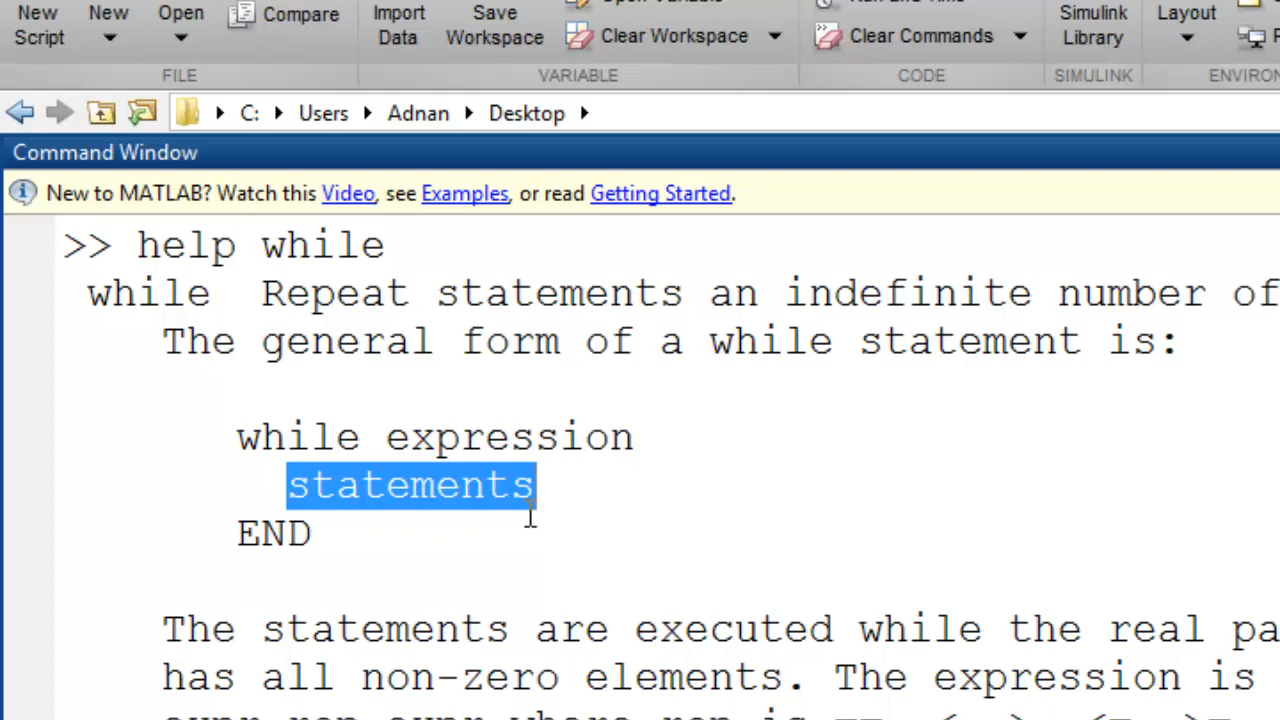 New Script
New
Open
Compare
Import Data
Save Workspace
Clear Workspace
Clear Commands
Simulink Library
Layout
FILE
VARIABLE
CODE
SIMULINK
C: Users Adnan Desktop
Command Window
New to MATLAB? Watch this Video, see Examples, or read Getting Started.
>> help while
while  Repeat statements an indefinite number of
The general form of a while statement is:
while expression
statements
END
The statements are executed while the real
has all non-zero elements. The expression is